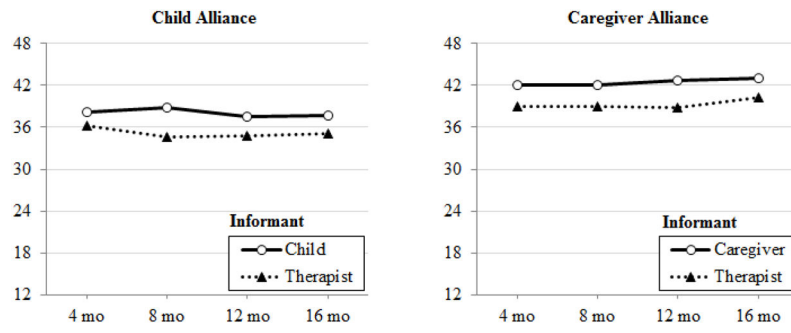 Child Alliance
48
42
36
30
24
18
12
4 mo 8 mo 12 mo 16 mo
Informant
Child
Therapist
Caregiver Alliance
48
42
36
30
24
18
12
4 mo 8 mo 12 mo 16 mo
Informant
Caregiver
Therapist